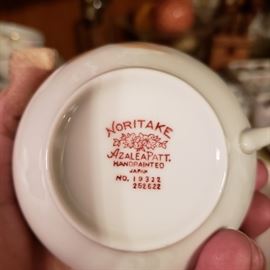 NORITAKE
AZALEA PATT.
HANDPAINTED
JAPAN
NO. 19322
252622